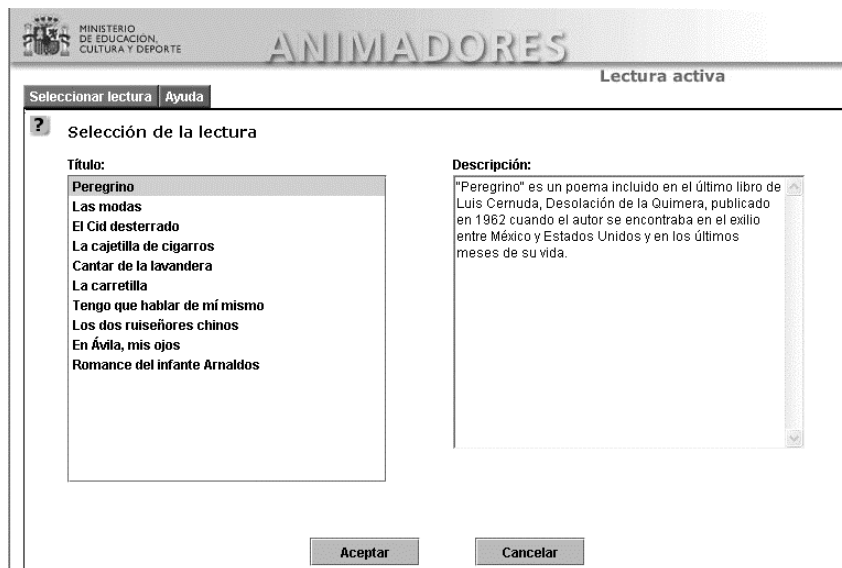 MINISTERIO
DE EDUCACIÓN,
CULTURA Y DEPORTE
ANIMADORES
Lectura activa
Seleccionar lectura Ayuda
? Selección de la lectura
Título:
Peregrino
Las modas
El Cid desterrado
La cajetilla de cigarros
Cantar de la lavandera
La carretilla
Tengo que hablar de mí mismo
Los dos ruiseñores chinos
En Ávila, mis ojos
Romance del infante Arnaldos
Descripción:
"Peregrino" es un poema incluido en el último libro de
Luis Cernuda, Desolación de la Quimera, publicado
en 1962 cuando el autor se encontraba en el exilio
entre México y Estados Unidos y en los últimos
meses de su vida.
Aceptar Cancelar